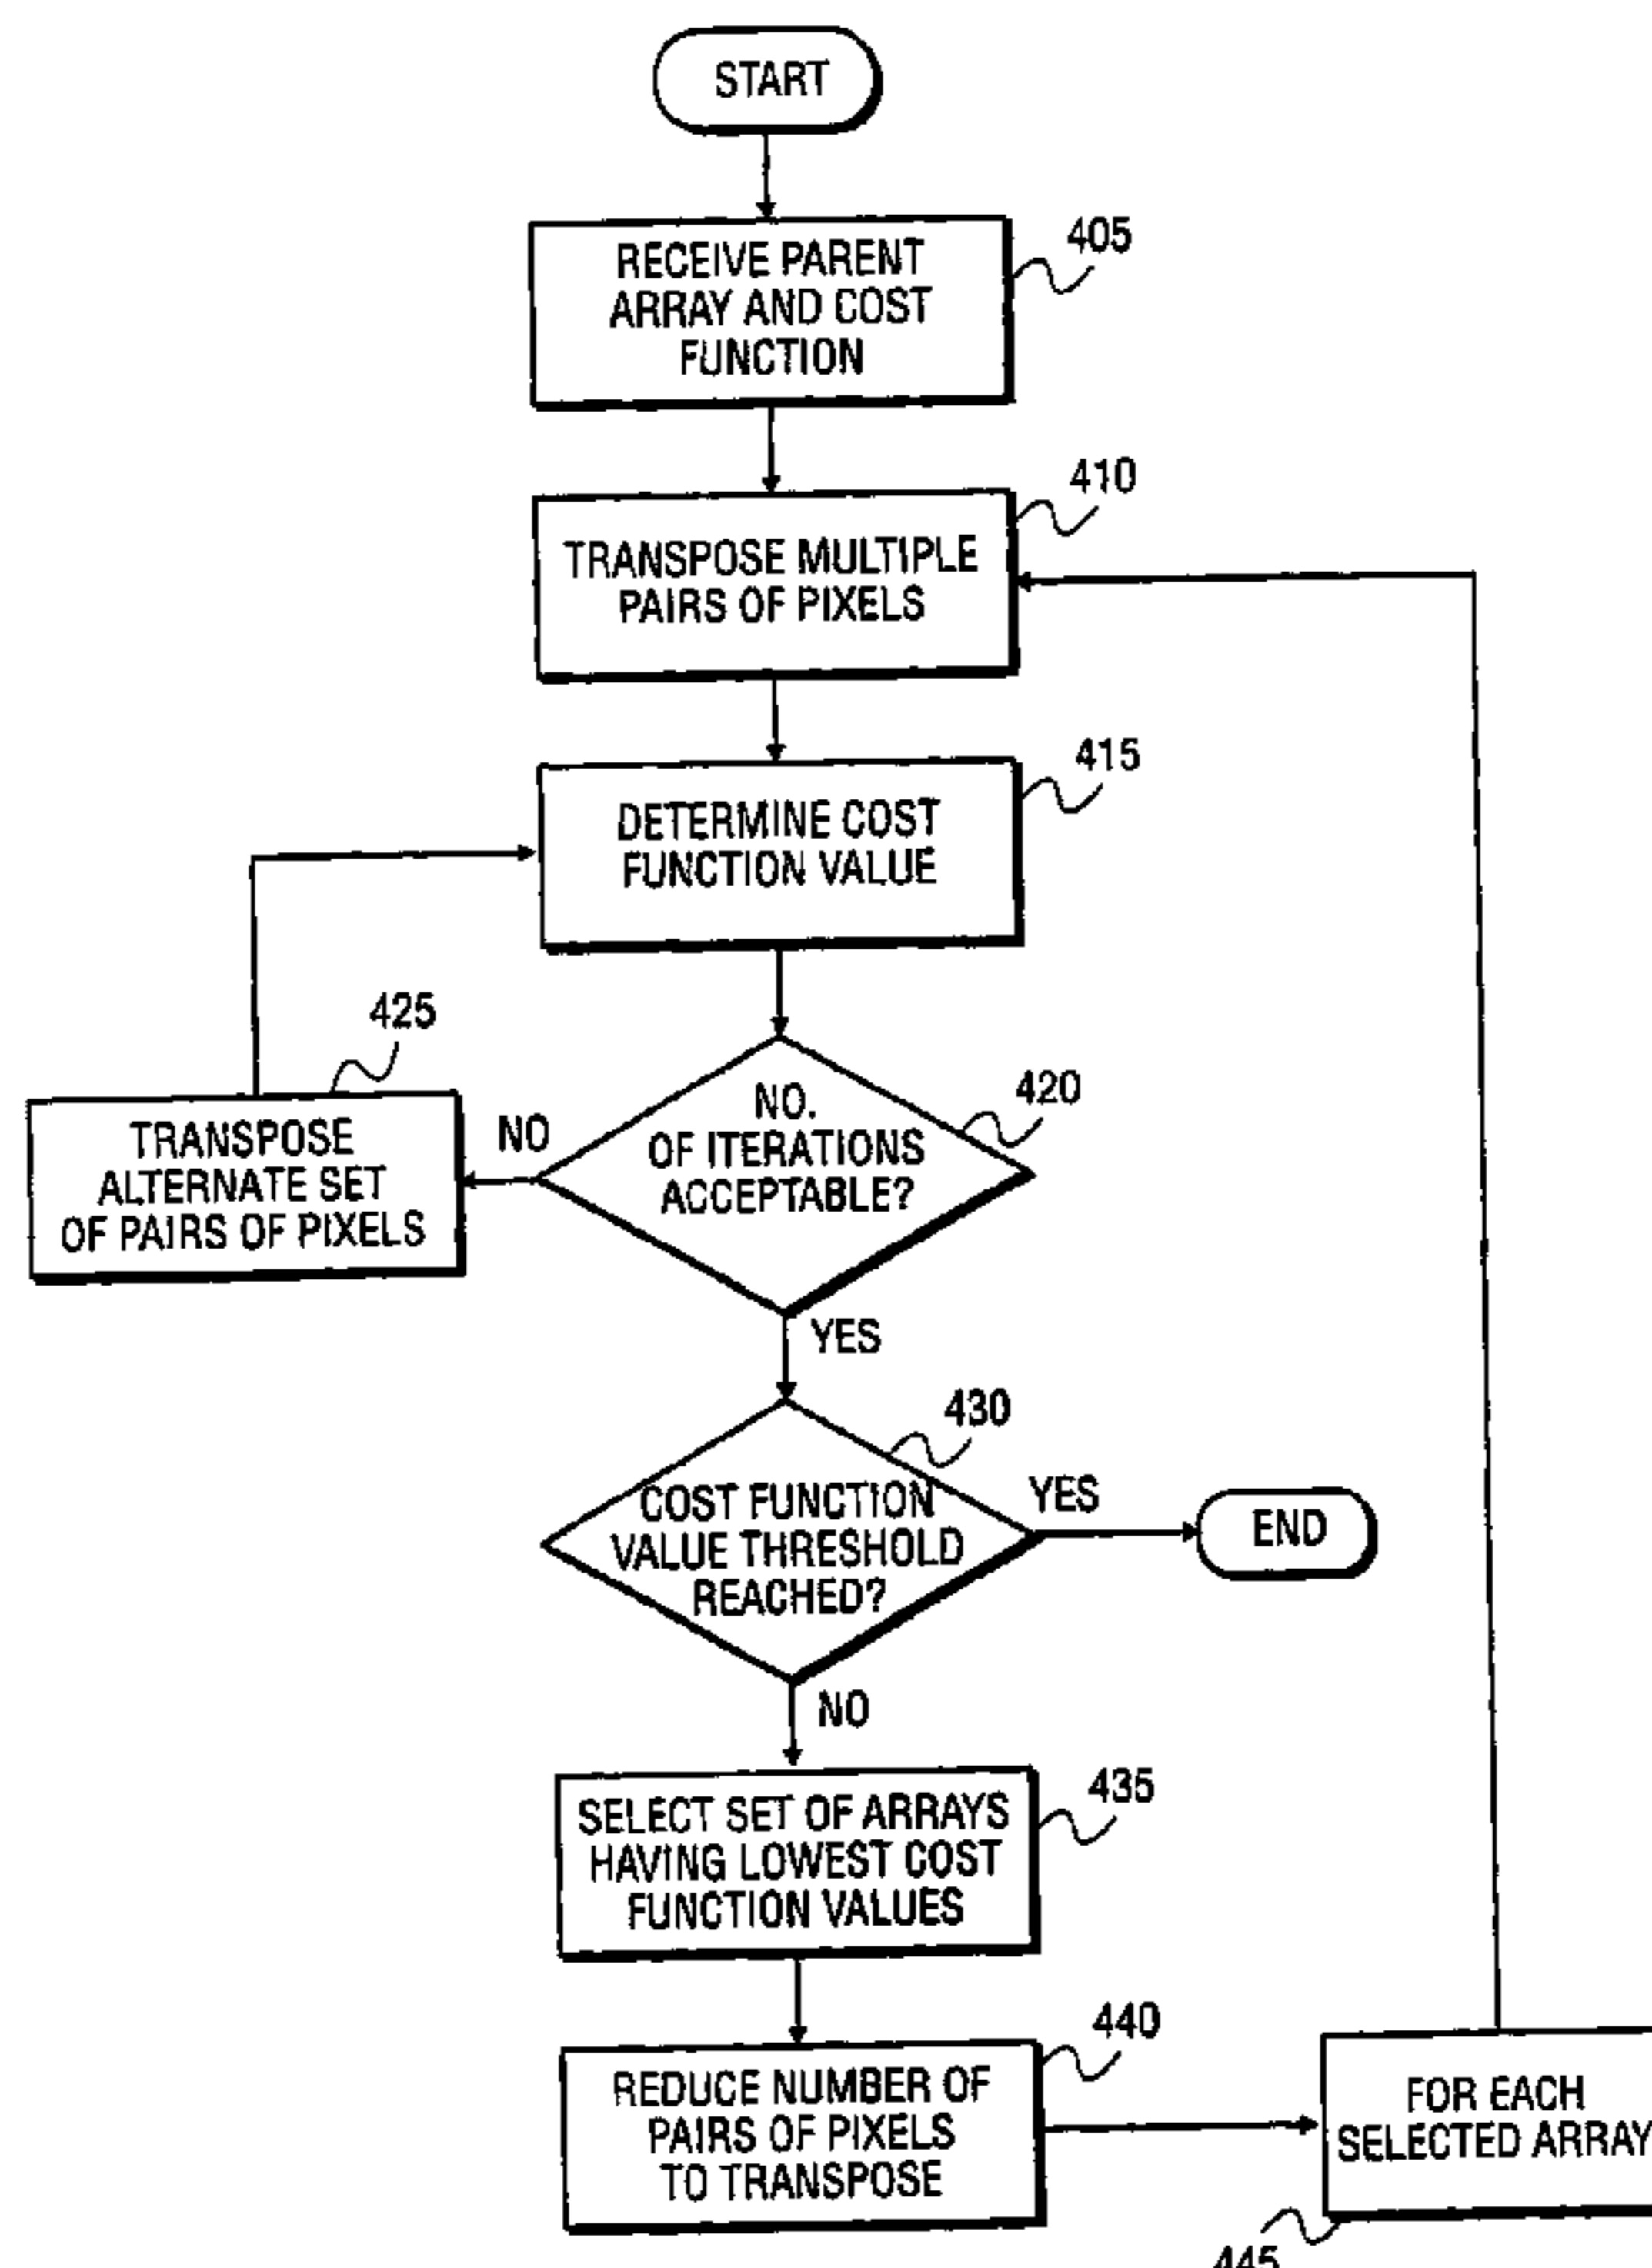 START
RECEIVE PARENT
ARRAY AND COST
FUNCTION
405
TRANSPOSE MULTIPLE
PAIRS OF PIXELS
410
DETERMINE COST
FUNCTION VALUE
415
425
TRANSPOSE
ALTERNATE SET
OF PAIRS OF PIXELS
NO
NO.
OF ITERATIONS
ACCEPTABLE?
420
YES
430
COST FUNCTION
VALUE THRESHOLD
REACHED?
YES
END
NO
SELECT SET OF ARRAYS
HAVING LOWEST COST
FUNCTION VALUES
435
REDUCE NUMBER OF
PAIRS OF PIXELS
TO TRANSPOSE
440
FOR EACH
SELECTED ARRAY
445